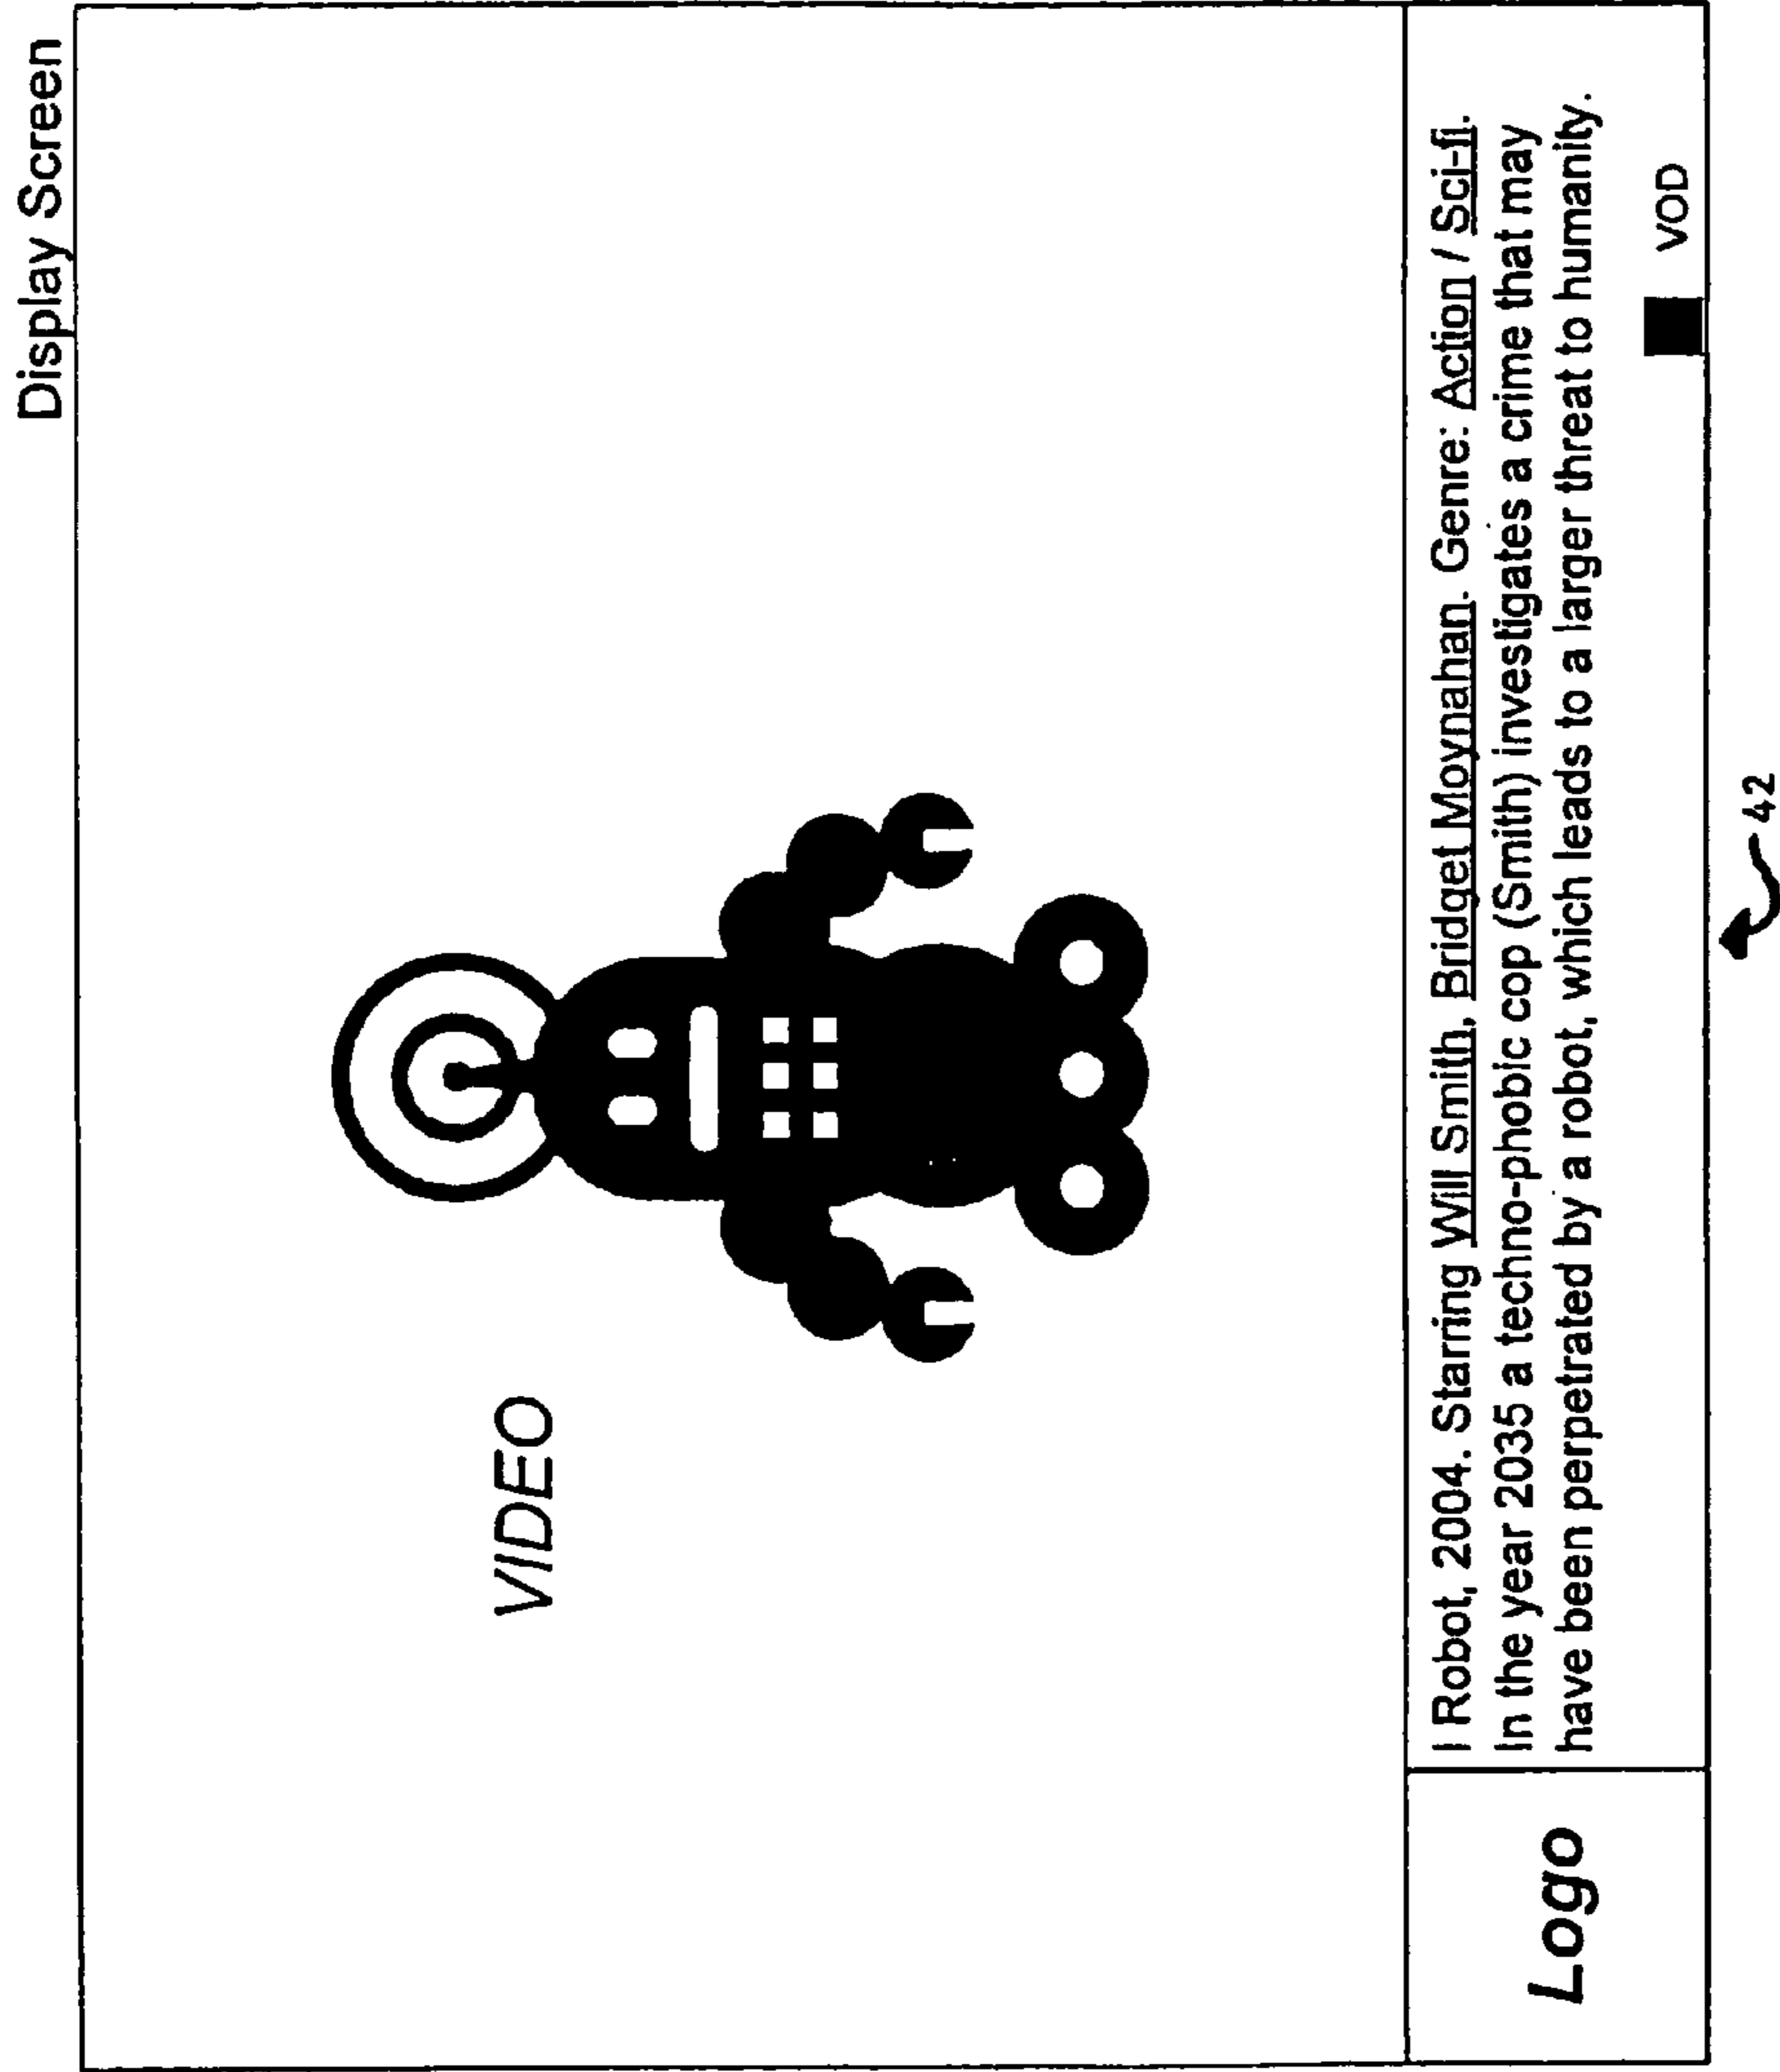 Display Screen
VIDEO
I Robot, 2004. Starring Will Smith, Bridget Moynahan. Genre: Action / Sci-fi.
In the year 2035 a techno-phobic cop (Smith) investigates a crime that may
have been perpetrated by a robot, which leads to a larger threat to humanity.
Logo
VOD
42